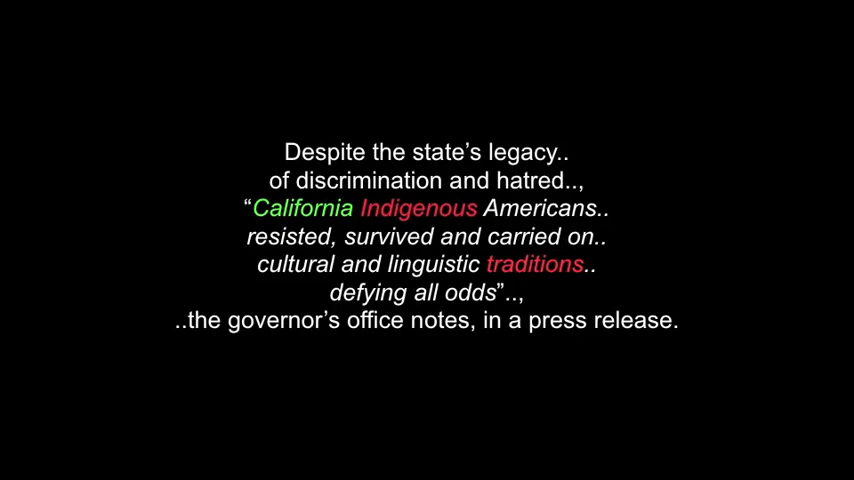 Despite the state’s legacy..
of discrimination and hatred..,
“California Indigenous Americans..
resisted, survived and carried on..
cultural and linguistic traditions..
defying all odds”..,
..the governor’s office notes, in a press release.